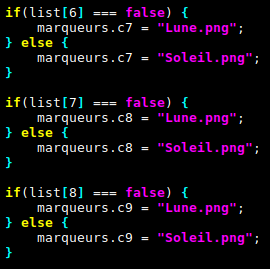 if(list[6] === false) {
    marqueurs.c7 = "Lune.png";
} else {
    marqueurs.c7 = "Soleil.png";
}

if(list[7] === false) {
    marqueurs.c8 = "Lune.png";
} else {
    marqueurs.c8 = "Soleil.png";
}

if(list[8] === false) {
    marqueurs.c9 = "Lune.png";
} else {
    marqueurs.c9 = "Soleil.png";
}